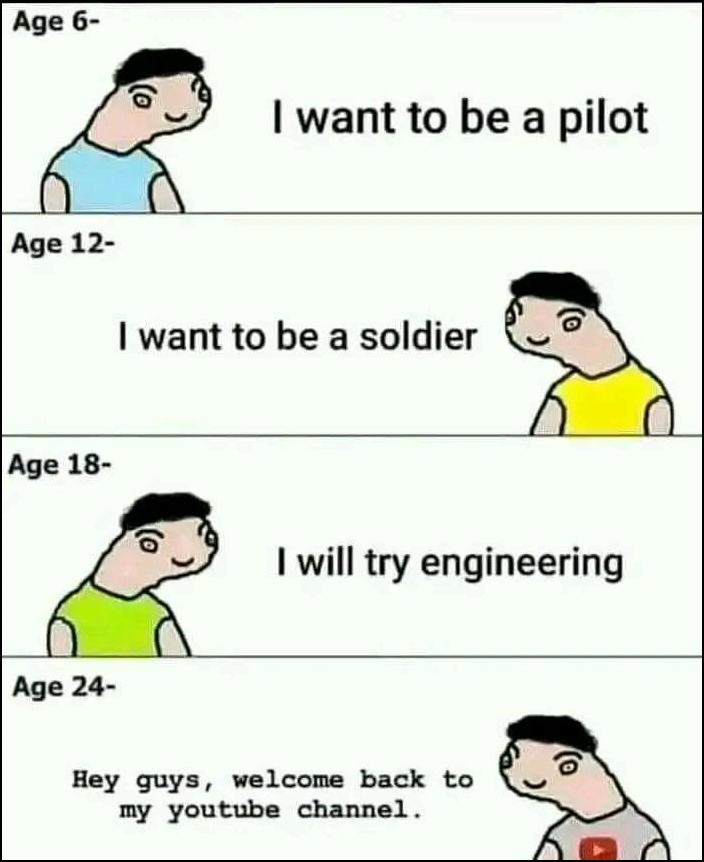 Age 6-
I want to be a pilot
Age 12-
I want to be a soldier
Age 18-
I will try engineering
Age 24-
Hey guys, welcome back to
my youtube channel.